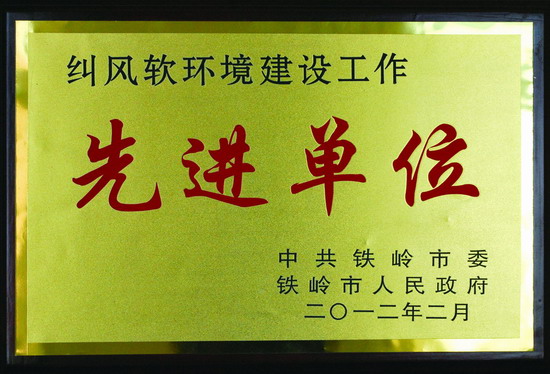 纠风软环境建设工作
先进单位
中共铁岭市委
铁岭市人民政府
二〇一二年二月